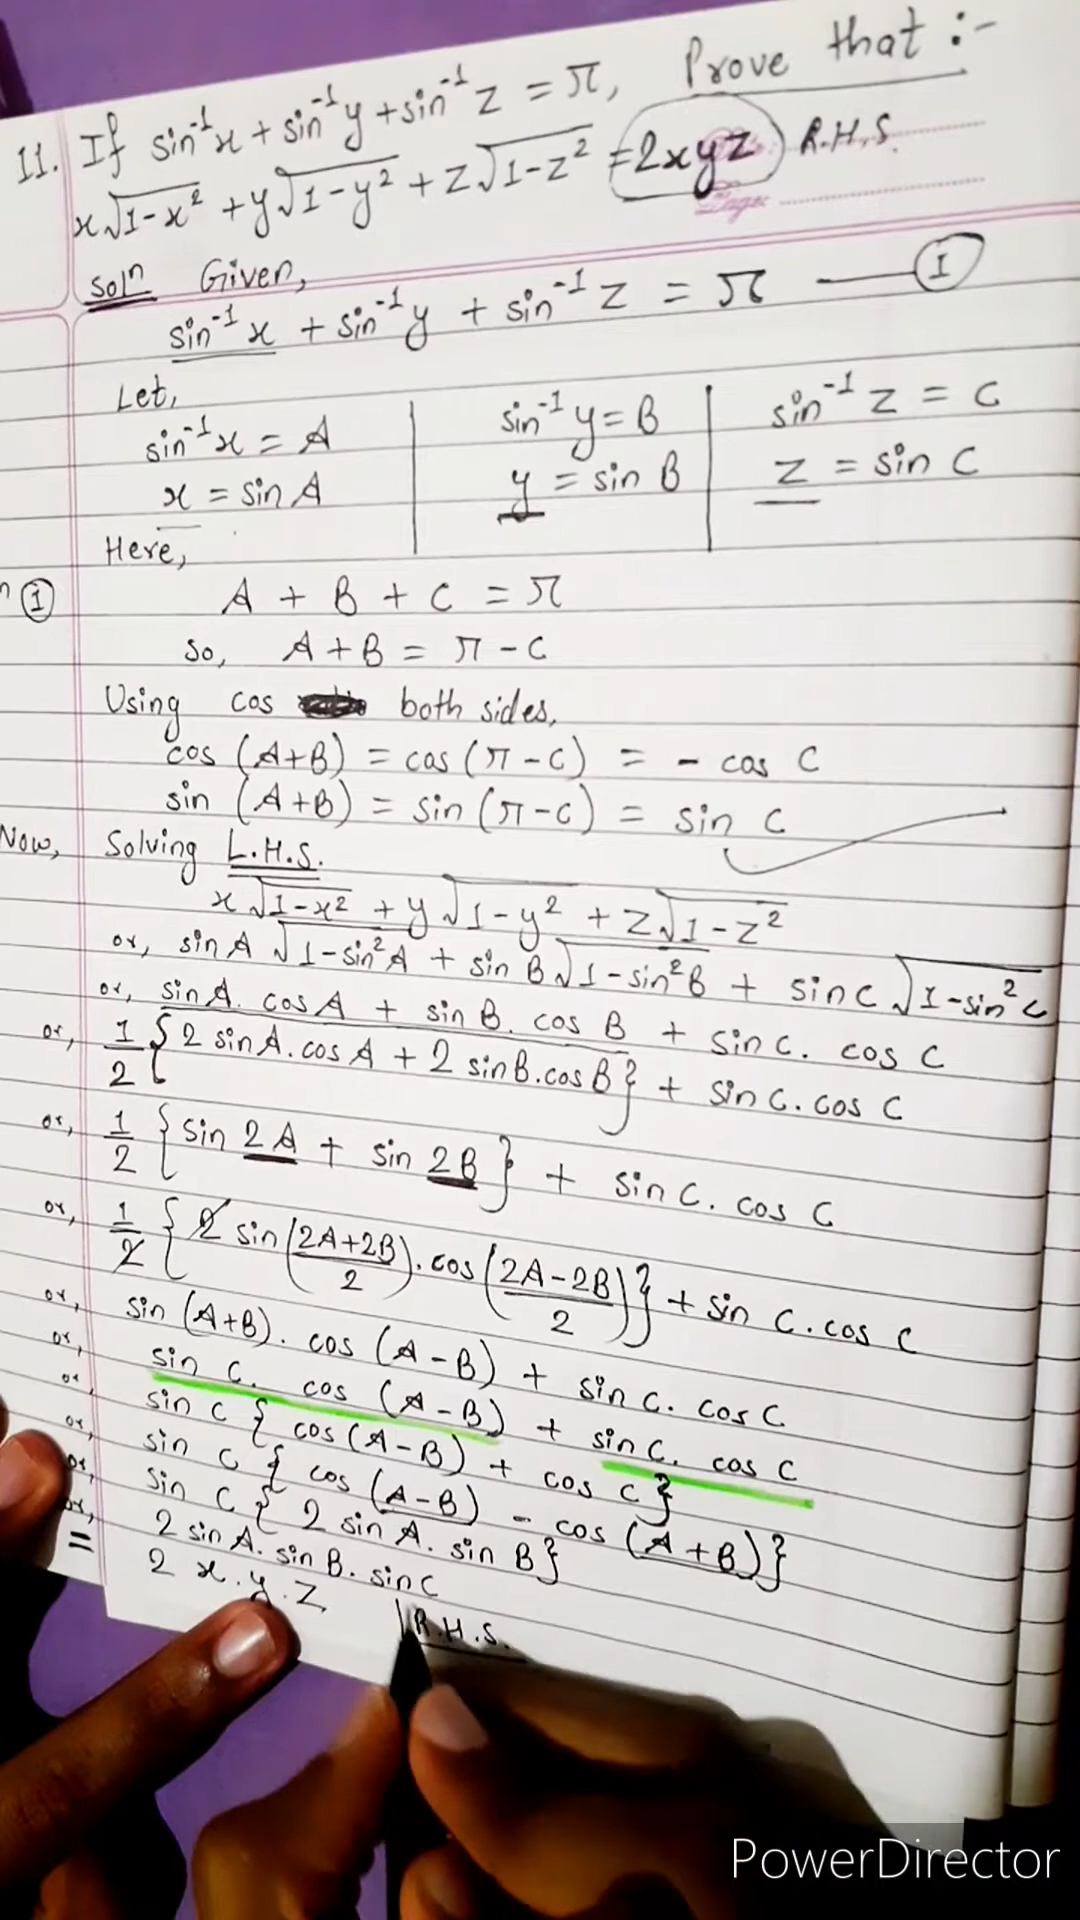 11. If sin⁻¹x + sin⁻¹y + sin⁻¹z = π, Prove that :-
x√1-x² + y√1-y² + z√1-z² = 2xyz R.H.S.
Page:
Solⁿ Given,
sin⁻¹x + sin⁻¹y + sin⁻¹z = π — I
Let,
sin⁻¹x = A | sin⁻¹y = B | sin⁻¹z = C
x = sin A | y = sin B | z = sin C
Here,
1 A + B + C = π
so, A + B = π - C
Using cos both sides,
cos (A+B) = cos (π - C) = - cos C
sin (A+B) = sin (π - C) = sin C
Now, Solving L.H.S.
x√1-x² + y√1-y² + z√1-z²
or, sin A √1-sin²A + sin B √1-sin²B + sin C √1-sin²C
or, sin A. cos A + sin B. cos B + sin C. cos C
or, 1/2 {2 sin A. cos A + 2 sin B. cos B} + sin C. cos C
or, 1/2 {sin 2A + sin 2B} + sin C. cos C
or, 1/2 {2 sin (2A+2B/2). cos (2A-2B/2)} + sin C. cos C
or, sin (A+B). cos (A-B) + sin C. cos C
or, sin C. cos (A-B) + sin C. cos C
or, sin C {cos (A-B) + cos C}
or, sin C {cos (A-B) - cos (A+B)}
or, sin C {2 sin A. sin B}
or, 2 sin A. sin B. sin C
= 2 x. y. z, R.H.S.
PowerDirector